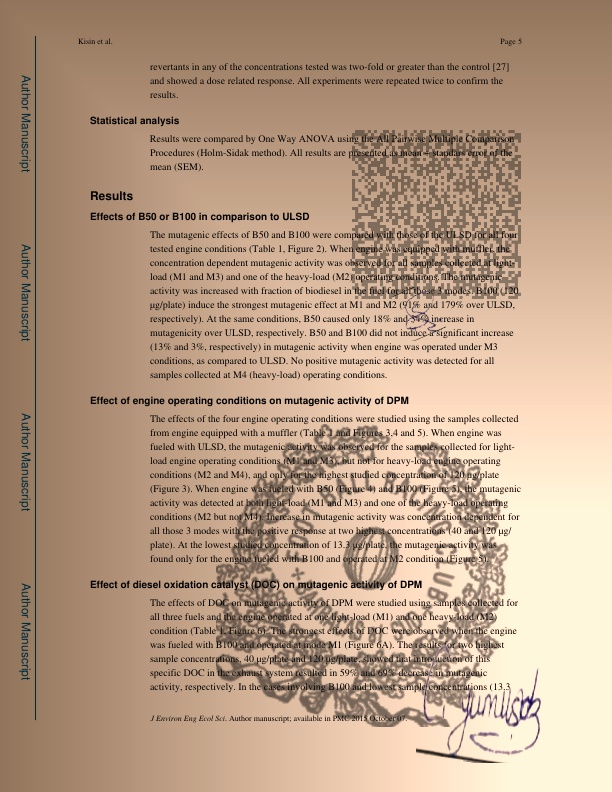 Kisin et al.
Page 5
revertants in any of the concentrations tested was two-fold or greater than the control [27]
and showed a dose related response. All experiments were repeated twice to confirm the
results.
Statistical analysis
Results were compared by One Way ANOVA using the All Pairwise Multiple Comparison
Procedures (Holm-Sidak method). All results are presented as mean ± standars error of the
mean (SEM).
Results
Effects of B50 or B100 in comparison to ULSD
The mutagenic effects of B50 and B100 were compared with those of the ULSD for all four
tested engine conditions (Table 1, Figure 2). When engine was equipped with muffler, the
concentration dependent mutagenic activity was observed for all samples collected at light-
load (M1 and M3) and one of the heavy-load (M2) operating conditions. The mutagenic
activity was increased with fraction of biodiesel in the fuel for all those 3 modes. B100 (120
μg/plate) induce the strongest mutagenic effect at M1 and M2 (91% and 179% over ULSD,
respectively). At the same conditions, B50 caused only 18% and 54% increase in
mutagenicity over ULSD, respectively. B50 and B100 did not induce a significant increase
(13% and 3%, respectively) in mutagenic activity when engine was operated under M3
conditions, as compared to ULSD. No positive mutagenic activity was detected for all
samples collected at M4 (heavy-load) operating conditions.
Effect of engine operating conditions on mutagenic activity of DPM
The effects of the four engine operating conditions were studied using the samples collected
from engine equipped with a muffler (Table 1 and Figures 3,4 and 5). When engine was
fueled with ULSD, the mutagenic activity was observed for the samples collected for light-
load engine operating conditions (M1 and M3), but not for heavy-load engine operating
conditions (M2 and M4), and only for the highest studied concentration of 120 μg/plate
(Figure 3). When engine was fueled with B50 (Figure 4) and B100 (Figure 5), the mutagenic
activity was detected at both light-load (M1 and M3) and one of the heavy-load
conditions (M2 but not M4). Increase in mutagenic activity was concentration dependent for
all those 3 modes with the positive response at two highest concentrations (40 and 120 μg/
plate). At the lowest studied concentration of 13.3 μg/plate, the mutagenic activity was
found only for the engine fueled with B100 and operated at M2 condition (Figure 5).
Effect of diesel oxidation catalyst (DOC) on mutagenic activity of DPM
The effects of DOC on mutagenic activity of DPM were studied using samples collected for
all three fuels and the engine operated at one light-load (M1) and one heavy-load (M2)
condition (Table 1, Figure 6). The strongest effects of DOC were observed when the engine
was fueled with B100 and operated at mode M1 (Figure 6A). The results for two highest
sample concentrations, 40 μg/plate and 120 μg/plate, showed that introduction of this
specific DOC in the exhaust system resulted in 59% and 69% decrease in mutagenic
activity, respectively. In the cases involving B100 and lowest sample concentrations (13.3
J Environ Eng Ecol Sci. Author manuscript; available in PMC 2015 October 07.
Author Manuscript
Author Manuscript
Author Manuscript
Author Manuscript